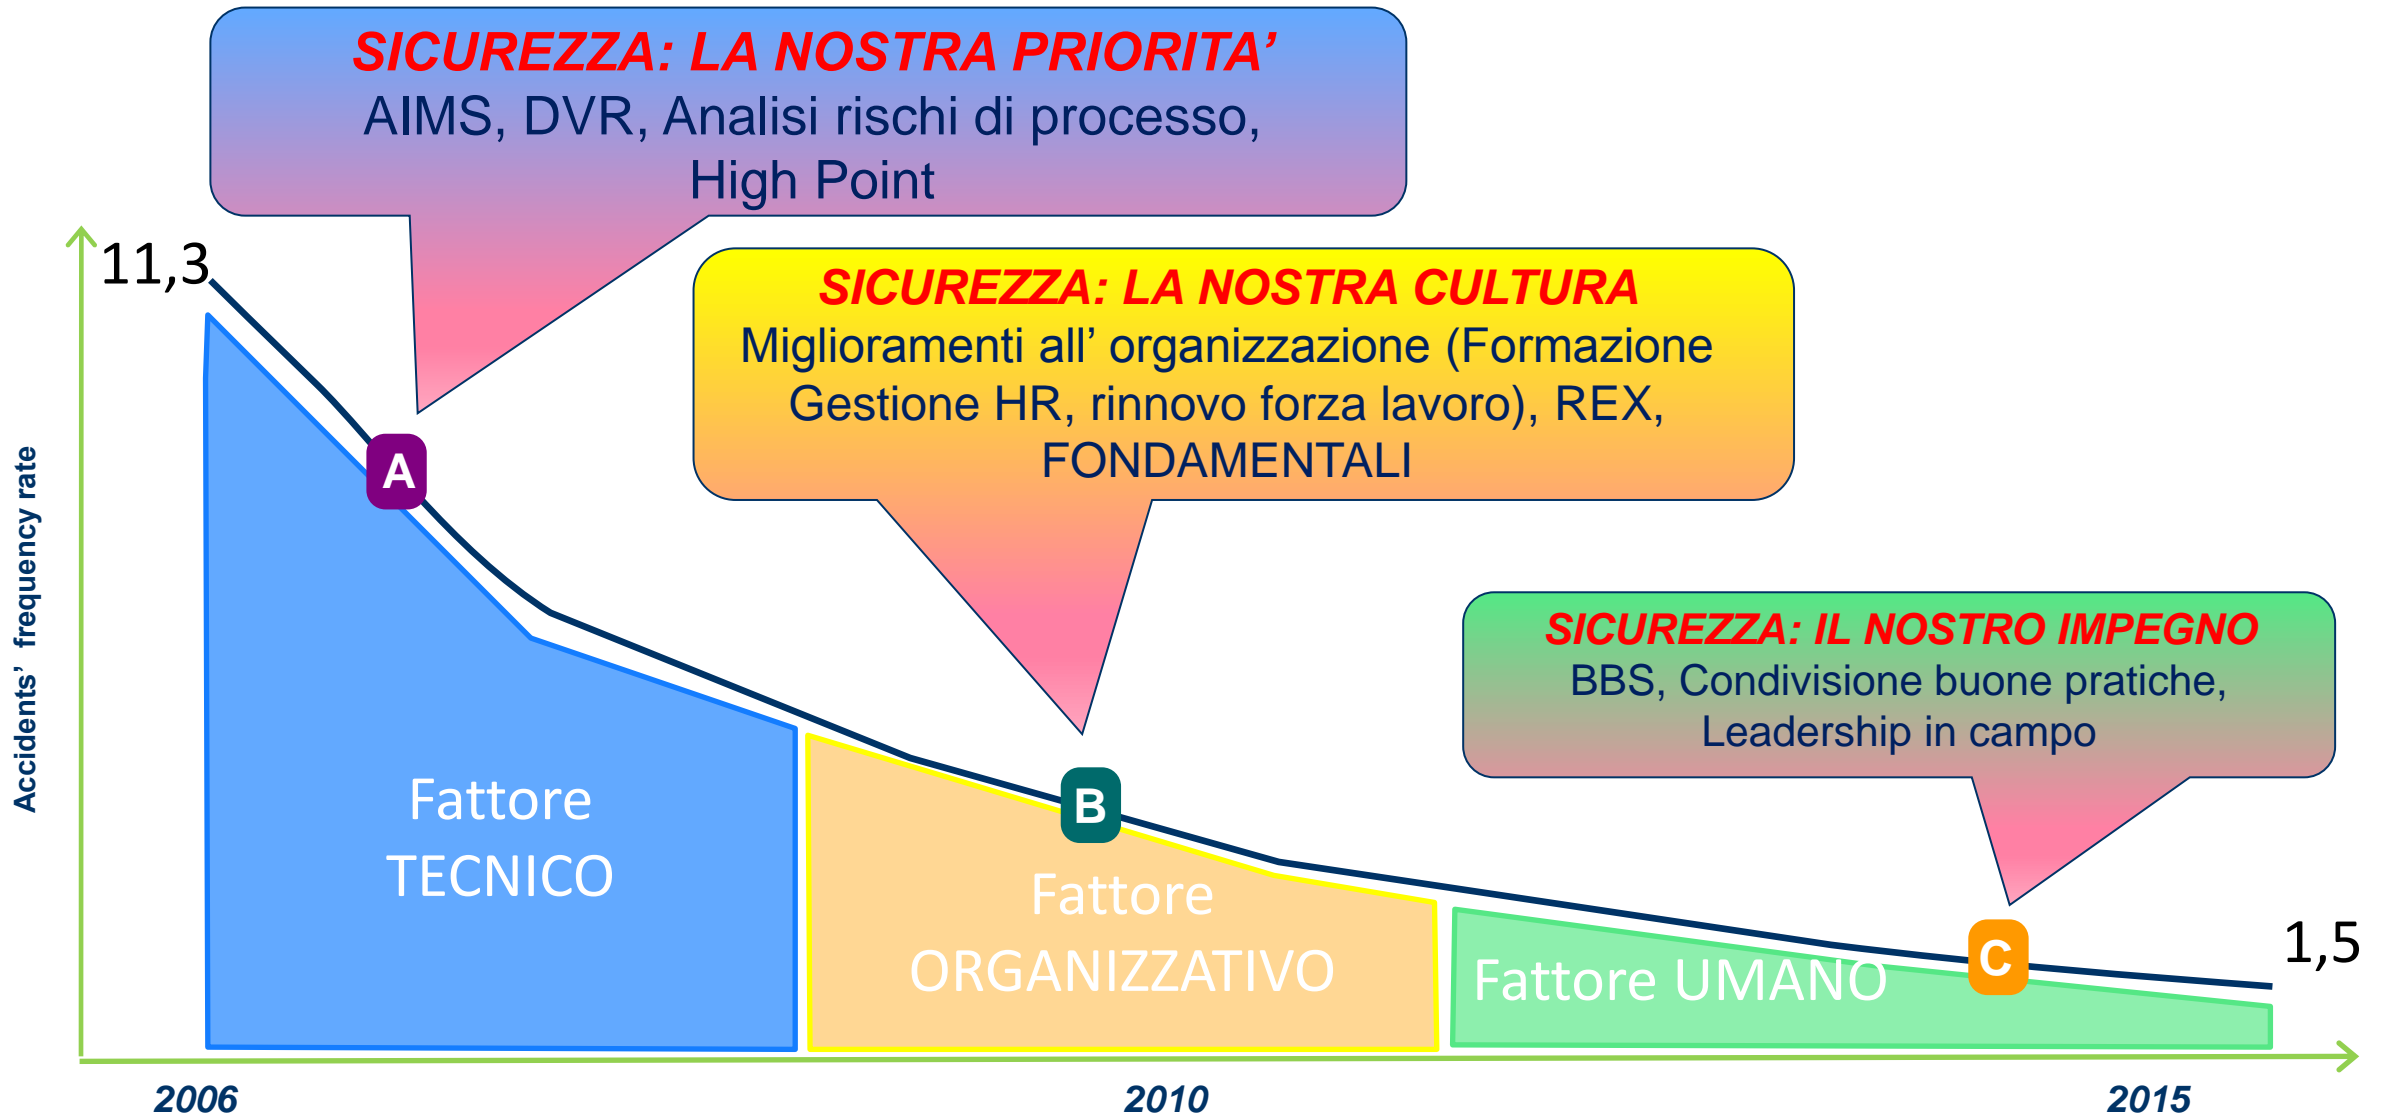 SICUREZZA: LA NOSTRA PRIORITA’
AIMS, DVR, Analisi rischi di processo,
High Point
11,3
SICUREZZA: LA NOSTRA CULTURA
Miglioramenti all’ organizzazione (Formazione
Gestione HR, rinnovo forza lavoro), REX,
FONDAMENTALI
A
SICUREZZA: IL NOSTRO IMPEGNO
BBS, Condivisione buone pratiche,
Leadership in campo
Accidents’ frequency rate
B
Fattore
TECNICO
Fattore
ORGANIZZATIVO
Fattore UMANO
C
1,5
2006
2010
2015